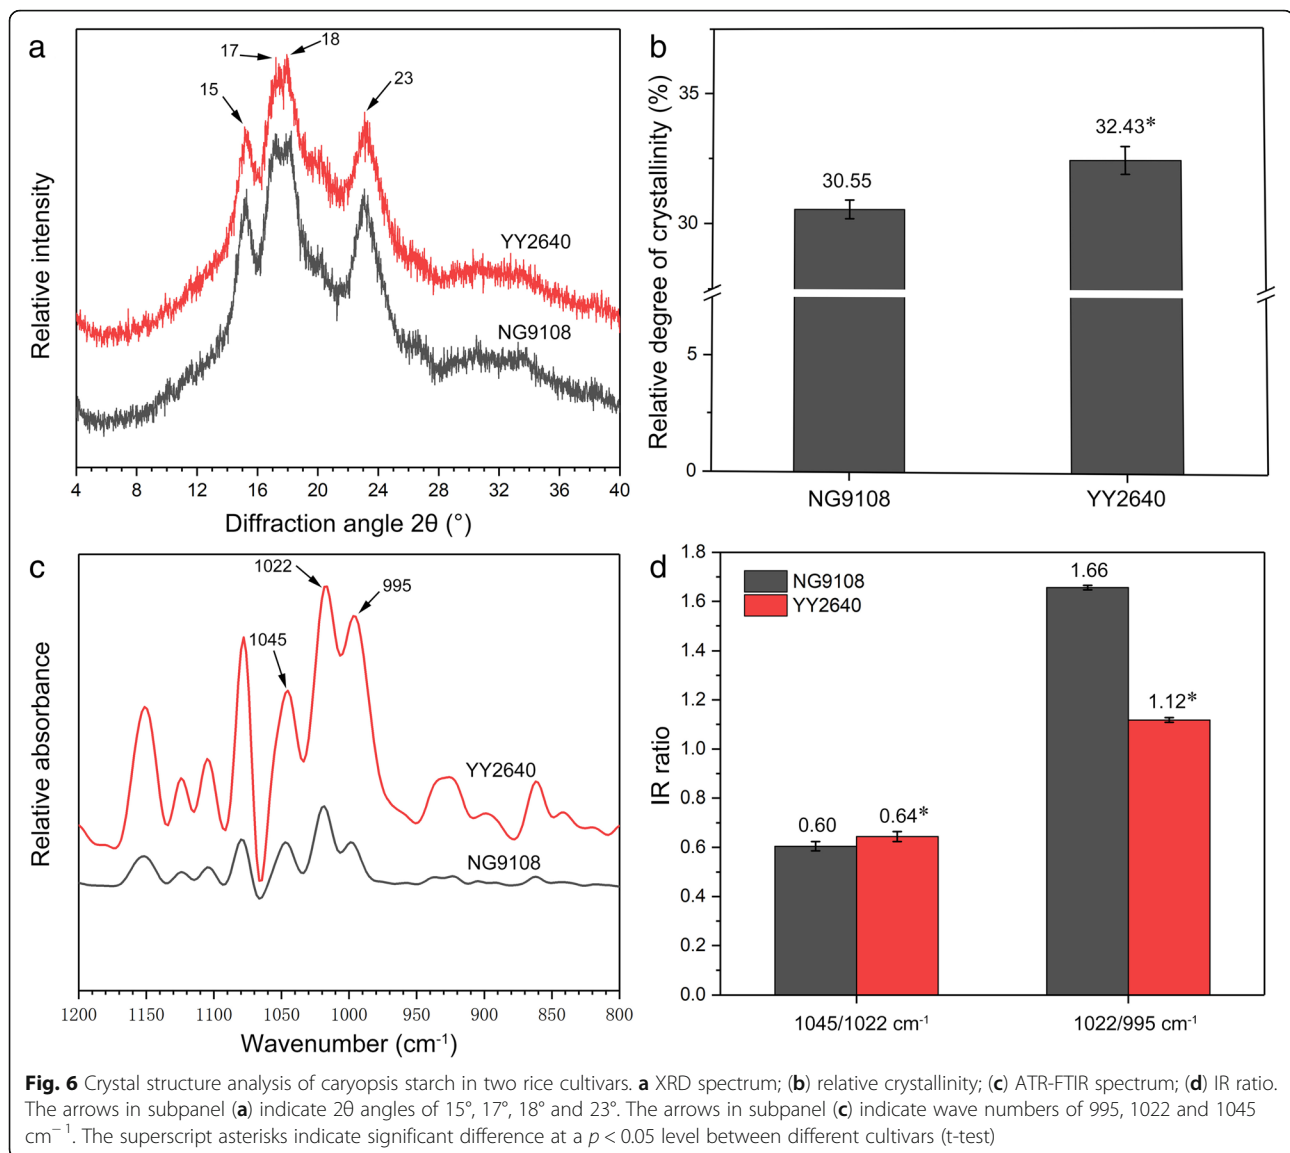 a
15
17
18
23
YY2640
NG9108
Relative intensity
4 8 12 16 20 24 28 32 36 40
Diffraction angle 2θ (°)
b
Relative degree of crystallinity (%)
35
30
5
0
30.55
32.43*
NG9108 YY2640
c
1022
995
1045
YY2640
NG9108
Relative absorbance
1200 1150 1100 1050 1000 950 900 850 800
Wavenumber (cm⁻¹)
d
NG9108
YY2640
IR ratio
1.8
1.6
1.4
1.2
1.0
0.8
0.6
0.4
0.2
0.0
0.60
0.64*
1.66
1.12*
1045/1022 cm⁻¹ 1022/995 cm⁻¹
Fig. 6 Crystal structure analysis of caryopsis starch in two rice cultivars. a XRD spectrum; (b) relative crystallinity; (c) ATR-FTIR spectrum; (d) IR ratio.
The arrows in subpanel (a) indicate 2θ angles of 15°, 17°, 18° and 23°. The arrows in subpanel (c) indicate wave numbers of 995, 1022 and 1045
cm⁻¹. The superscript asterisks indicate significant difference at a p < 0.05 level between different cultivars (t-test)